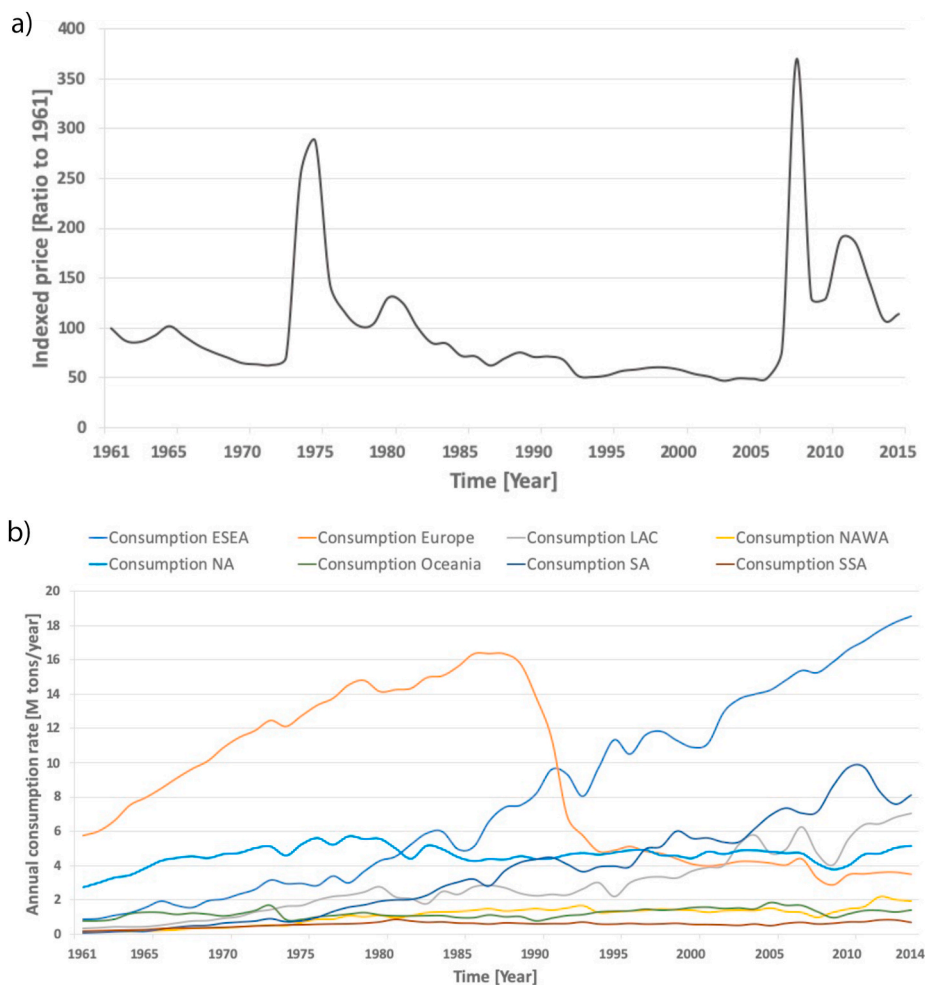 a)
400
350
300
250
200
150
100
50
0
Indexed price [Ratio to 1961]
1961 1965 1970 1975 1980 1985 1990 1995 2000 2005 2010 2015
Time [Year]
b)
Consumption ESEA Consumption Europe Consumption LAC Consumption NAWA
Consumption NA Consumption Oceania Consumption SA Consumption SSA
20
18
16
14
12
10
8
6
4
2
0
Annual consumption rate [M tons/year]
1961 1965 1970 1975 1980 1985 1990 1995 2000 2005 2010 2014
Time [Year]